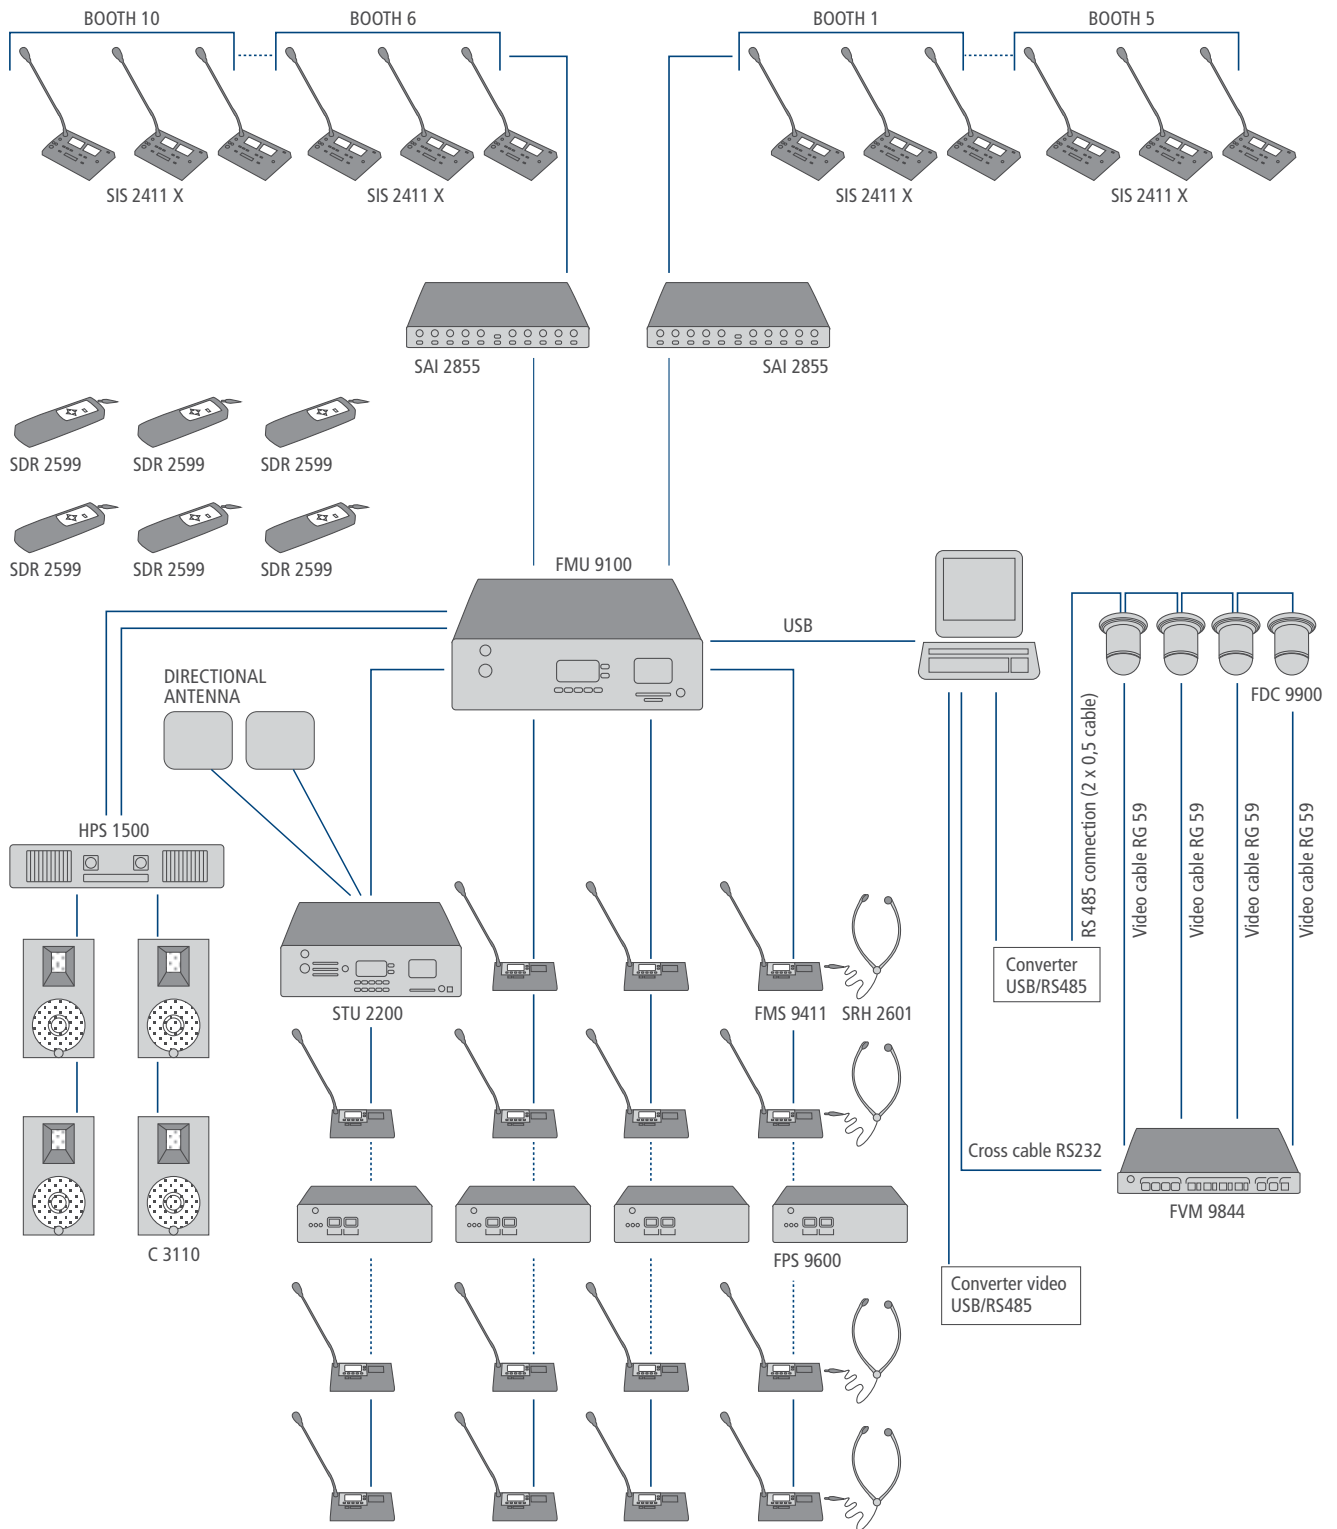 BOOTH 10
BOOTH 6
BOOTH 1
BOOTH 5
SIS 2411 X
SIS 2411 X
SIS 2411 X
SIS 2411 X
SAI 2855
SAI 2855
SDR 2599
SDR 2599
SDR 2599
SDR 2599
SDR 2599
SDR 2599
FMU 9100
USB
DIRECTIONAL
ANTENNA
FDC 9900
RS 485 connection (2 x 0,5 cable)
Video cable RG 59
Video cable RG 59
Video cable RG 59
Video cable RG 59
HPS 1500
Converter
USB/RS485
STU 2200
FMS 9411
SRH 2601
Cross cable RS232
FVM 9844
C 3110
FPS 9600
Converter video
USB/RS485